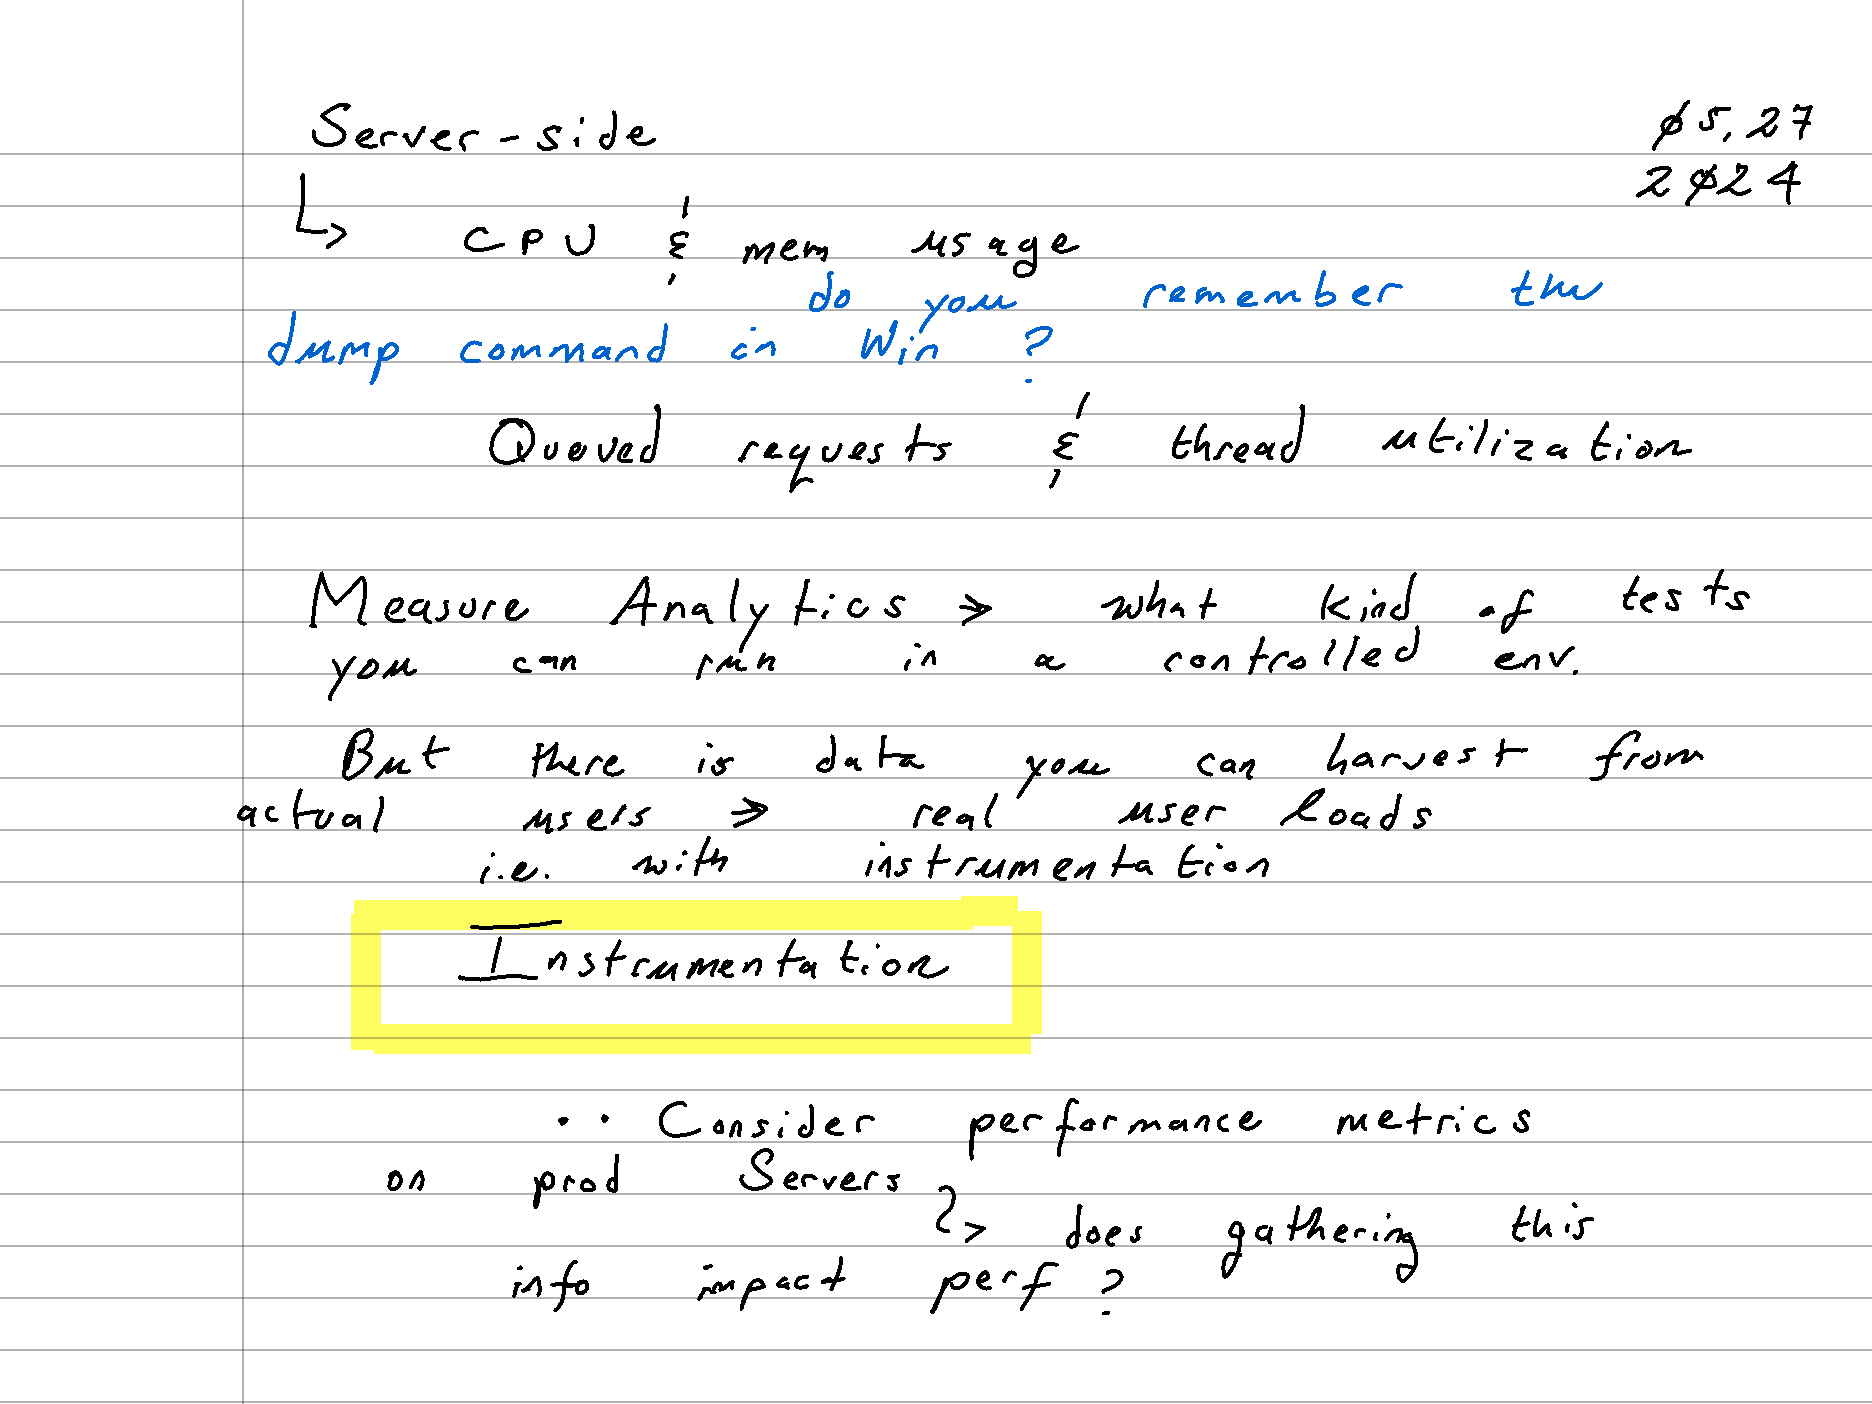 Server-side
Ø5.27
2Ø24
↳ CPU & mem usage
do you remember the
dump command in Win ?
Queued requests & thread utilization
Measure Analytics => what kind of tests
you can run in a controlled env.
But there is data you can harvest from
actual users => real user loads
i.e. with instrumentation
Instrumentation
.. Consider performance metrics
on prod Servers
↳ does gathering this
info impact perf ?